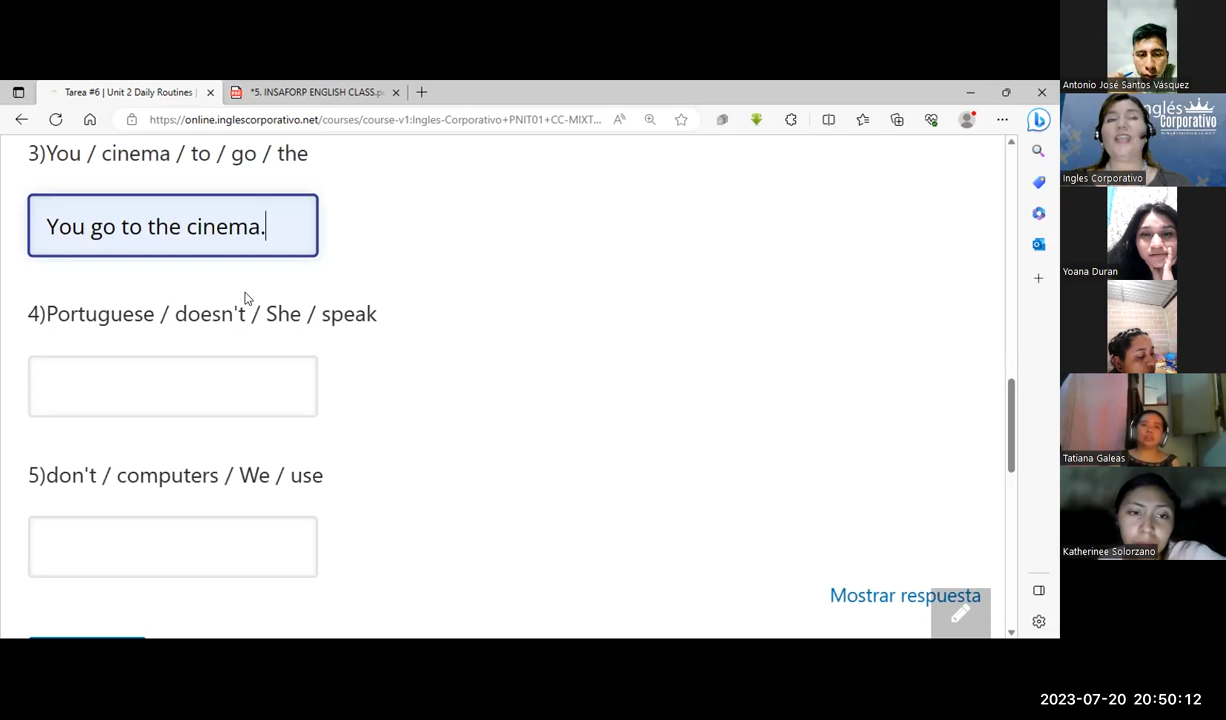 Tarea #6 | Unit 2 Daily Routines |
*5. INSAFORP ENGLISH CLASS.pd
https://online.inglescorporativo.net/courses/course-v1:Ingles-Corporativo+PNIT01+CC-MIXT...
3)You / cinema / to / go / the
You go to the cinema.
4)Portuguese / doesn't / She / speak
5)don't / computers / We / use
Mostrar respuesta
Antonio José Santos Vásquez
Inglés
Corporativo
Ingles Corporativo
Yoana Duran
Tatiana Galeas
Katherinee Solorzano
2023-07-20 20:50:12